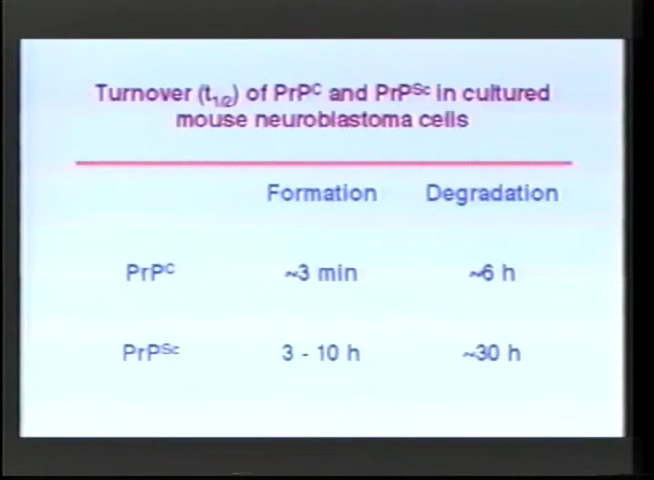 Turnover (t1/2) of PrPC and PrPSc in cultured
mouse neuroblastoma cells
Formation Degradation
PrPC ~3 min ~6 h
PrPSc 3 - 10 h ~30 h